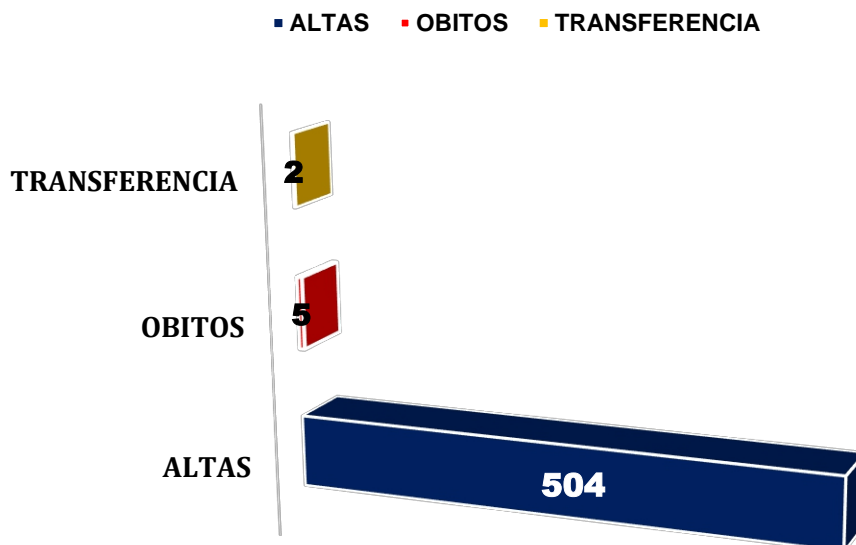 ALTAS OBITOS TRANSFERENCIA
TRANSFERENCIA 2
OBITOS 5
ALTAS 504